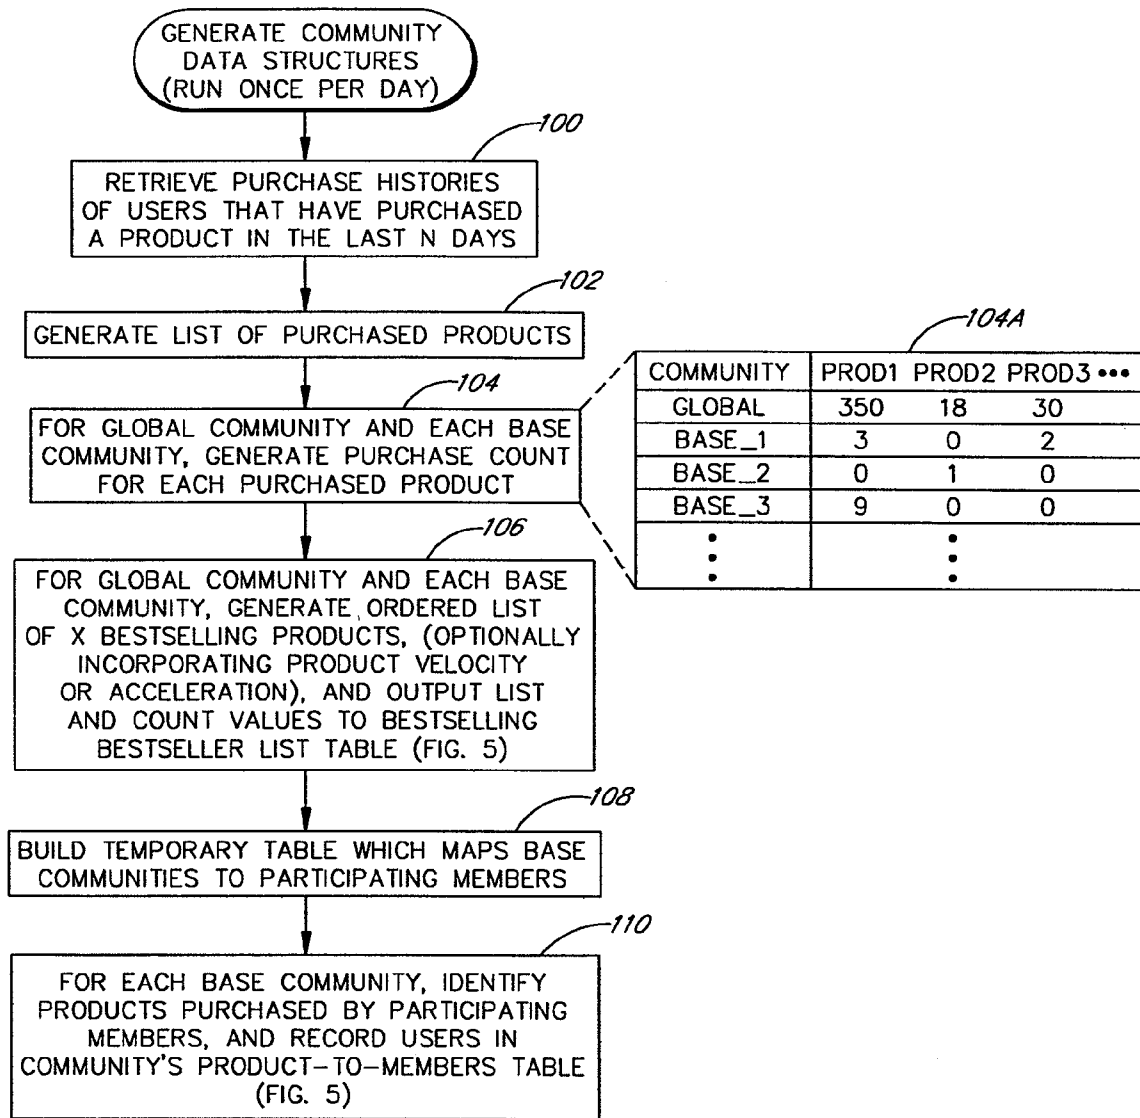 GENERATE COMMUNITY
DATA STRUCTURES
(RUN ONCE PER DAY)
100
RETRIEVE PURCHASE HISTORIES
OF USERS THAT HAVE PURCHASED
A PRODUCT IN THE LAST N DAYS
102
GENERATE LIST OF PURCHASED PRODUCTS
104
FOR GLOBAL COMMUNITY AND EACH BASE
COMMUNITY, GENERATE PURCHASE COUNT
FOR EACH PURCHASED PRODUCT
104A
COMMUNITY PROD1 PROD2 PROD3 •••
GLOBAL 350 18 30
BASE_1 3 0 2
BASE_2 0 1 0
BASE_3 9 0 0
106
FOR GLOBAL COMMUNITY AND EACH BASE
COMMUNITY, GENERATE ORDERED LIST
OF X BESTSELLING PRODUCTS, (OPTIONALLY
INCORPORATING PRODUCT VELOCITY
OR ACCELERATION), AND OUTPUT LIST
AND COUNT VALUES TO BESTSELLING
BESTSELLER LIST TABLE (FIG. 5)
108
BUILD TEMPORARY TABLE WHICH MAPS BASE
COMMUNITIES TO PARTICIPATING MEMBERS
110
FOR EACH BASE COMMUNITY, IDENTIFY
PRODUCTS PURCHASED BY PARTICIPATING
MEMBERS, AND RECORD USERS IN
COMMUNITY'S PRODUCT-TO-MEMBERS TABLE
(FIG. 5)